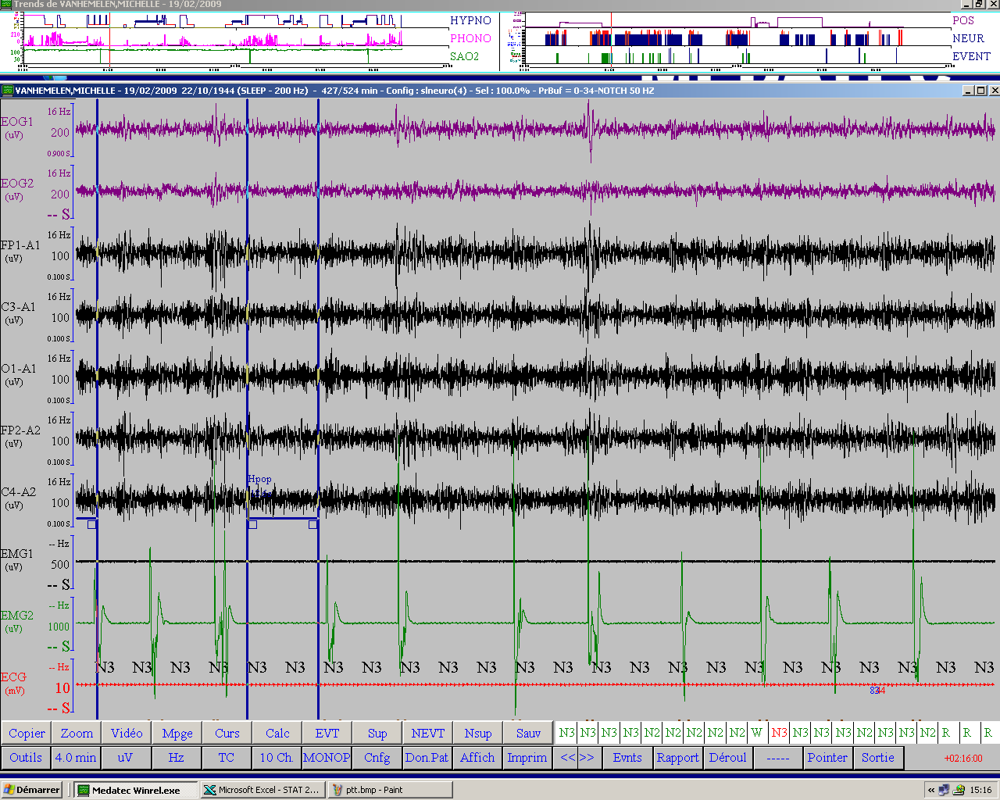 Trends de VANHEMELEN,MICHELLE - 19/02/2009
HYPNO
PHONO
SAO2
POS
NEUR
EVENT
210
0
100
50
VANHEMELEN,MICHELLE - 19/02/2009 22/10/1944 (SLEEP - 200 Hz) - 427/524 min - Config : slneuro(4) - Sel : 100.0% - PrBuf = 0-34-NOTCH 50 HZ
EOG1 16 Hz
(uV) 200
0.900 S
EOG2 16 Hz
(uV) 200
-- S
FP1-A1 16 Hz
(uV) 100
0.100 S
C3-A1 16 Hz
(uV) 100
0.100 S
O1-A1 16 Hz
(uV) 100
0.100 S
FP2-A2 16 Hz
(uV) 100
0.100 S
C4-A2 16 Hz
(uV) 100
0.100 S
Hpop
EMG1 -- Hz
(uV) 500
-- S
EMG2 -- Hz
(uV) 1000
-- S
N3 N3 N3 N3 N3 N3 N3 N3 N3 N3 N3 N3 N3 N3 N3 N3 N3 N3 N3 N3 N3 N3 N3 N3
ECG -- Hz
(mV) 10
-- S
Copier Zoom Vidéo Mpge Curs Calc EVT Sup NEVT Nsup Sauv N3 N3 N3 N3 N2 N2 N2 N2 N2 W N3 N3 N3 N3 N2 N3 N3 N2 R R R
Outils 4.0 min uV Hz TC 10 Ch. MONOP Cnfg Don.Pat Affich Imprim << >> Evnts Rapport Déroul ----- Pointer Sortie +02:16:00
Démarrer Medatec Winrel.exe Microsoft Excel - STAT 2... ptt.bmp - Paint « 15:16